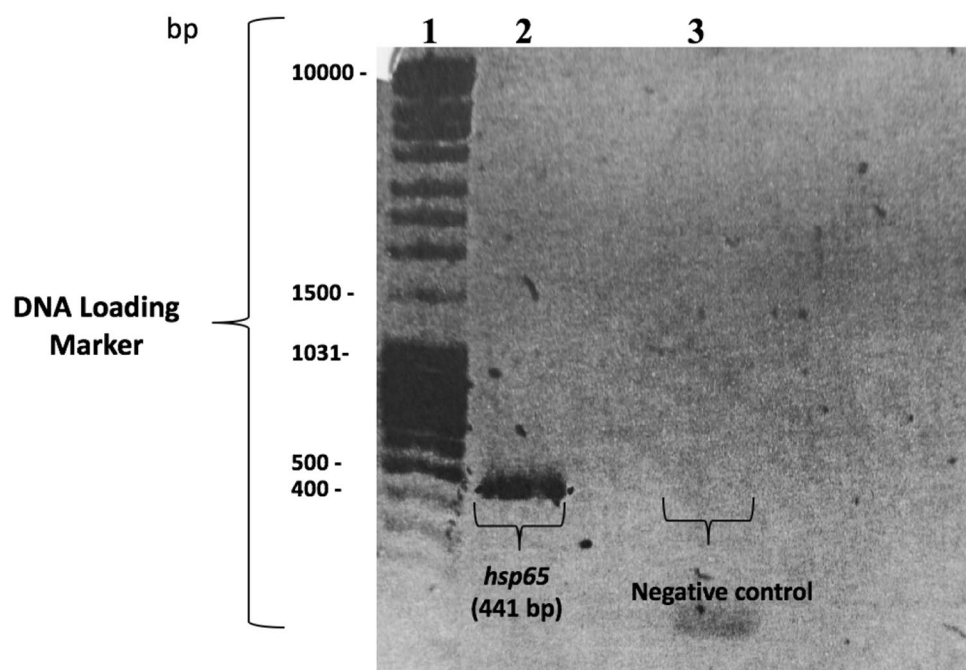 bp
1 2 3
10000 -
1500 -
1031-
500 -
400 -
DNA Loading
Marker
hsp65
(441 bp)
Negative control